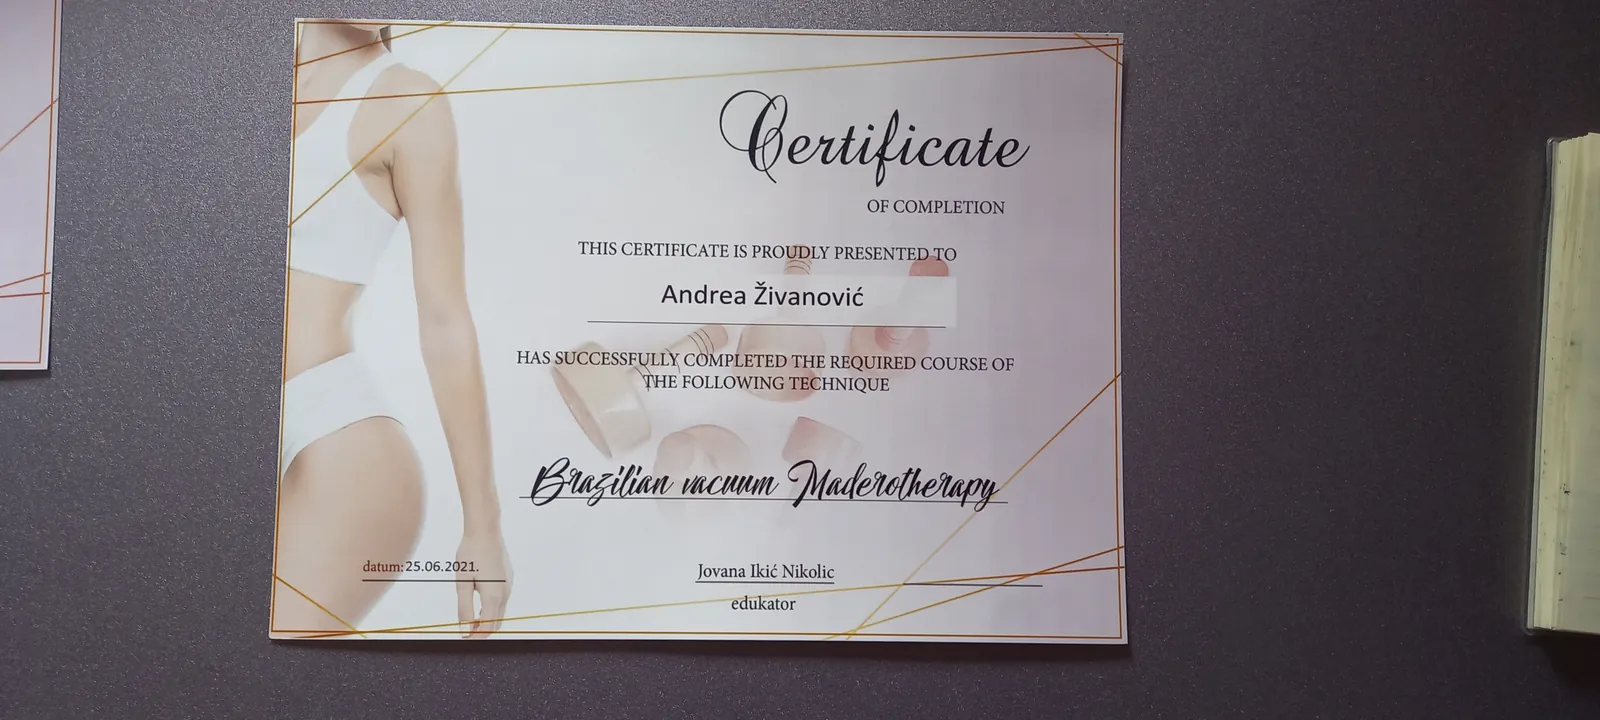 Certificate
OF COMPLETION
THIS CERTIFICATE IS PROUDLY PRESENTED TO
Andrea Živanović
HAS SUCCESSFULLY COMPLETED THE REQUIRED COURSE OF
THE FOLLOWING TECHNIQUE
Brazilian vacuum Maderotherapy
datum: 25.06.2021.
Jovana Ikić Nikolic
edukator